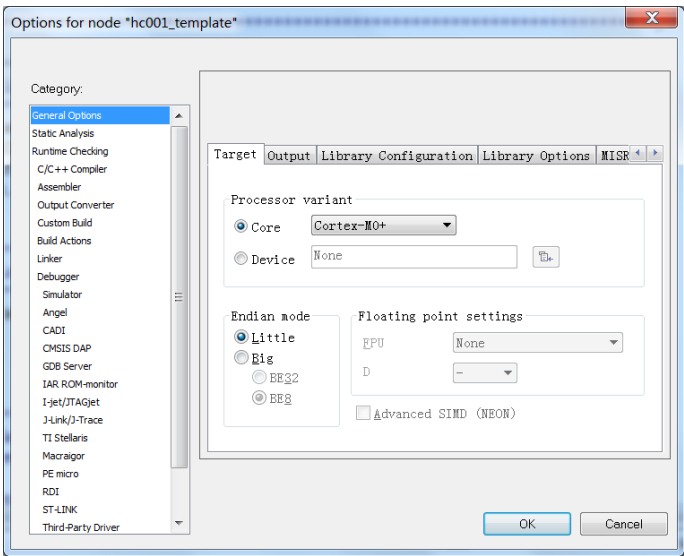 Options for node "hc001_template"
Category:
General Options
Static Analysis
Runtime Checking
C/C++ Compiler
Assembler
Output Converter
Custom Build
Build Actions
Linker
Debugger
Simulator
Angel
CADI
CMSIS DAP
GDB Server
IAR ROM-monitor
I-jet/JTAGjet
J-Link/J-Trace
TI Stellaris
Macraigor
PE micro
RDI
ST-LINK
Third-Party Driver
Target Output Library Configuration Library Options MISR
Processor variant
Core Cortex-M0+
Device None
Endian mode
Little
Big
BE32
BE8
Floating point settings
FPU None
D -
Advanced SIMD (NEON)
OK Cancel